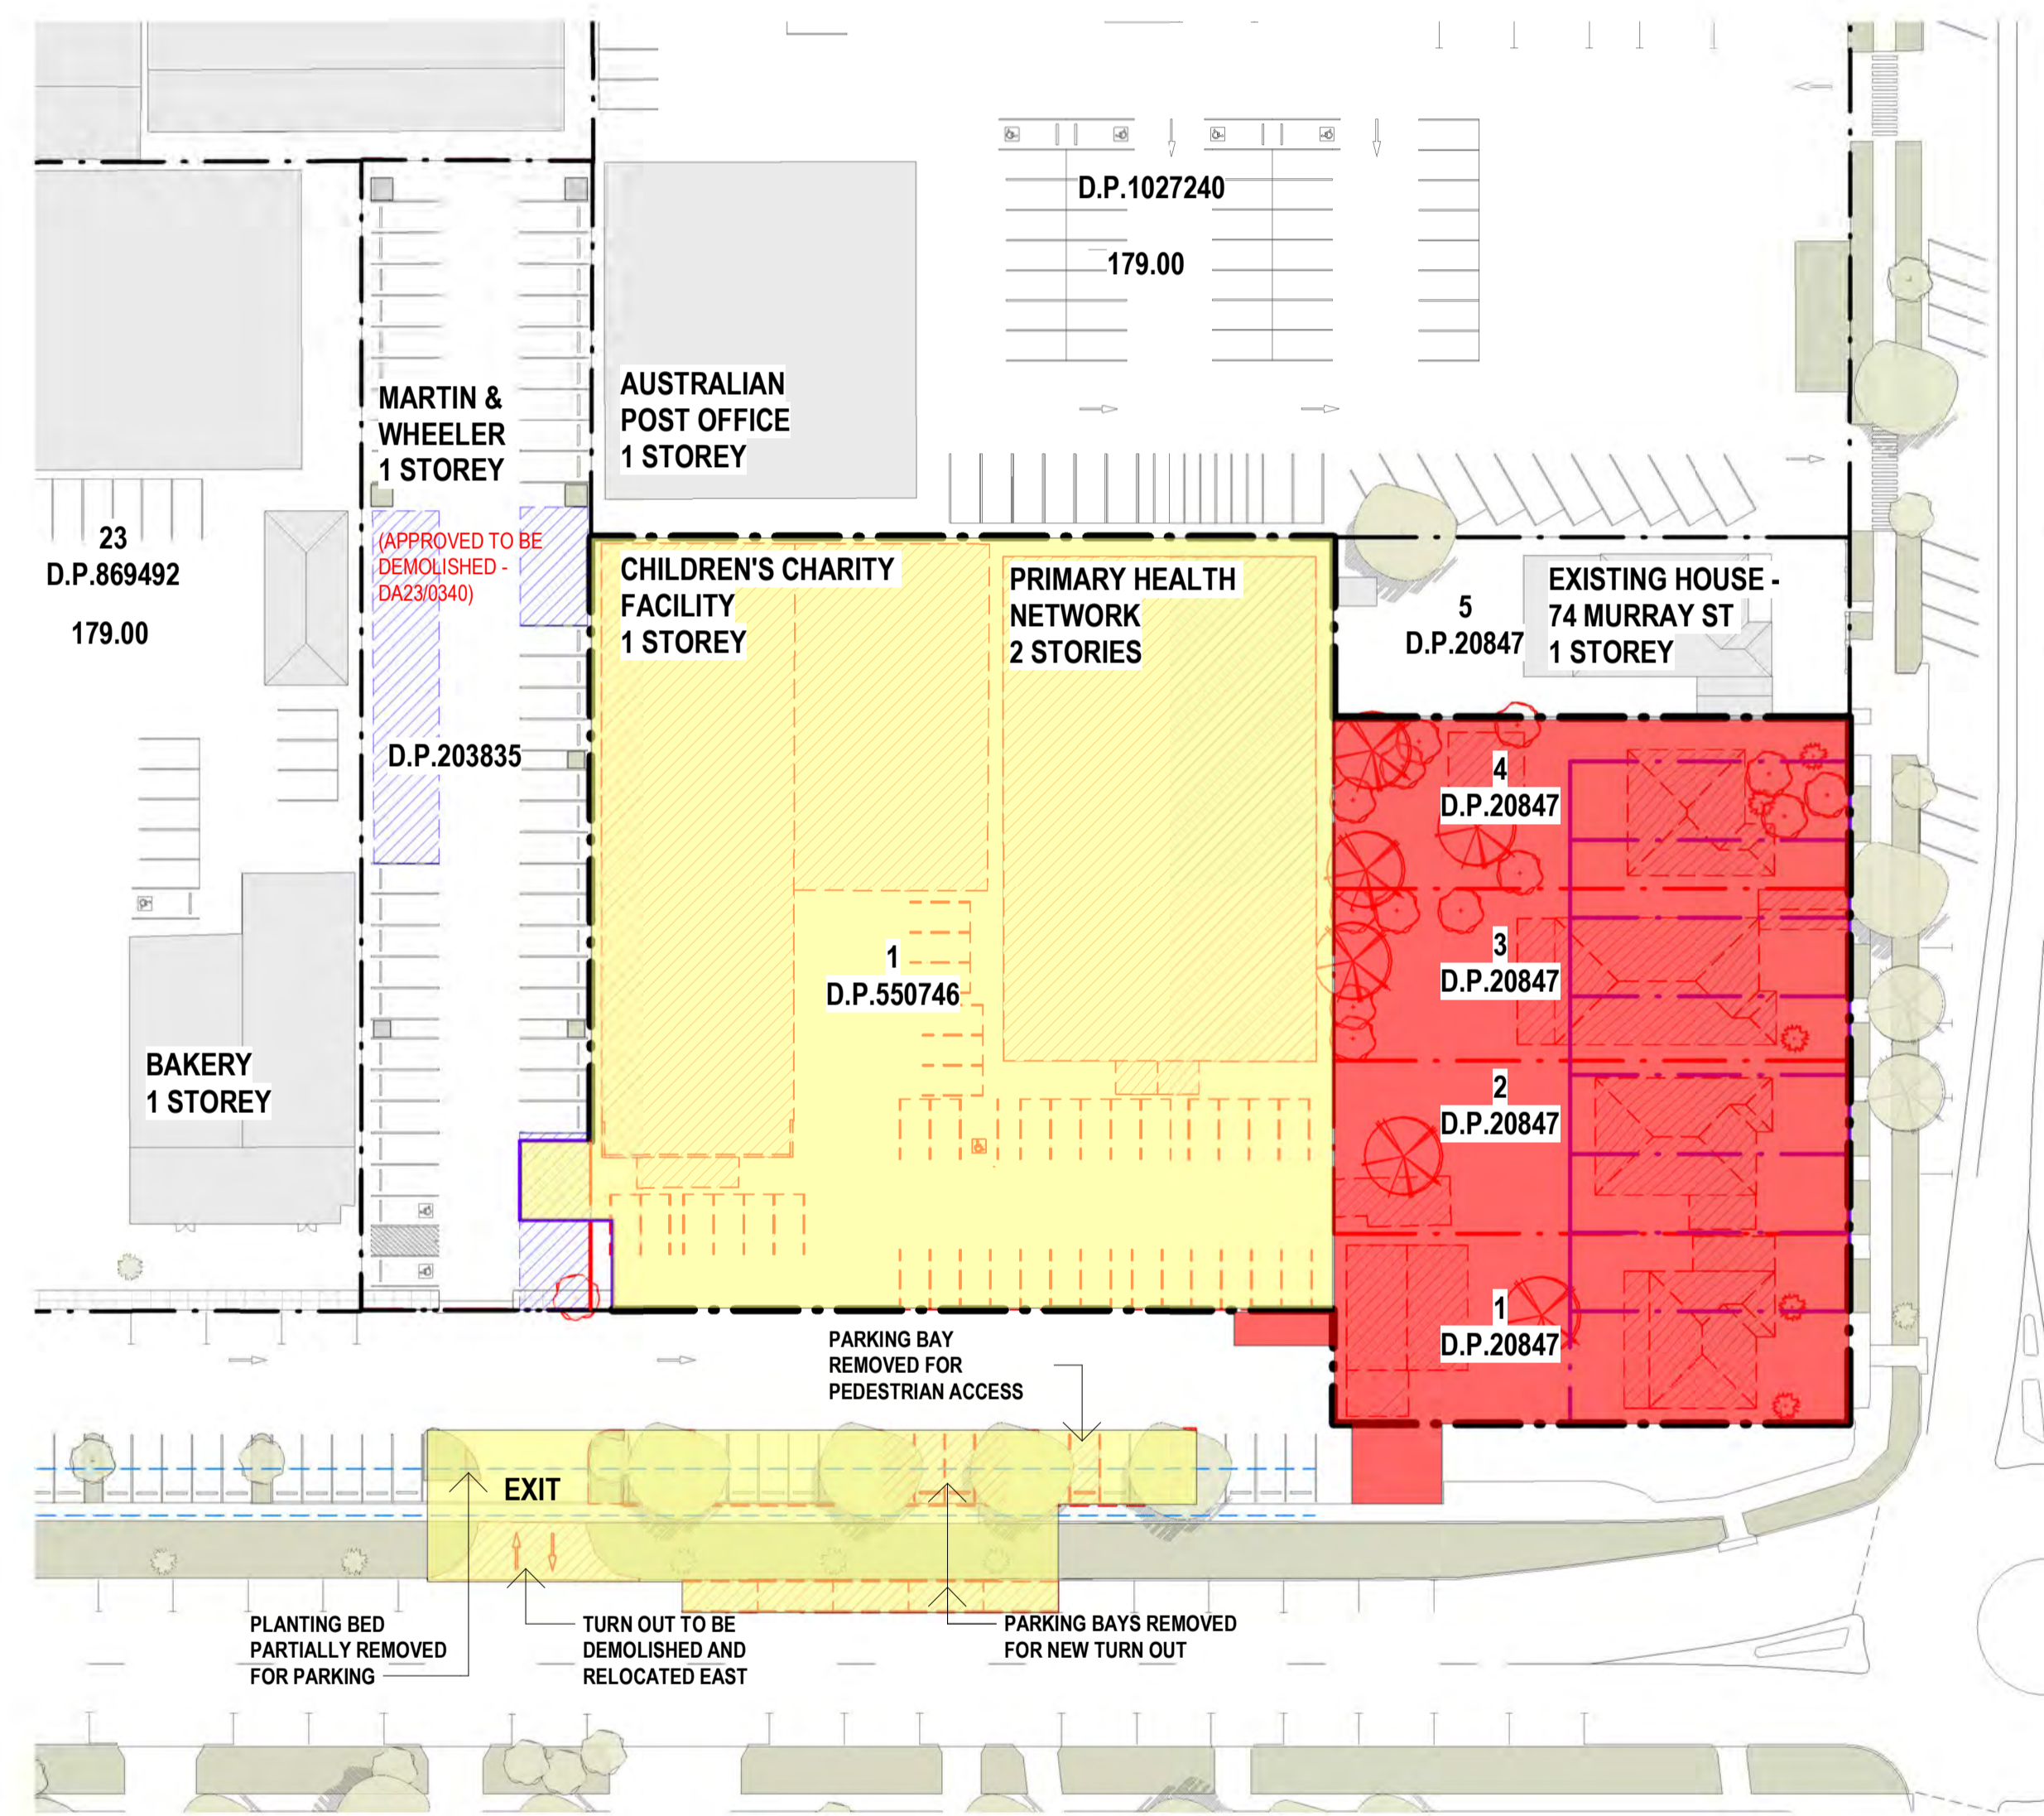 D.P.1027240
179.00
MARTIN &
WHEELER
1 STOREY
AUSTRALIAN
POST OFFICE
1 STOREY
23
D.P.869492
179.00
(APPROVED TO BE
DEMOLISHED -
DA23/0340)
CHILDREN'S CHARITY
FACILITY
1 STOREY
PRIMARY HEALTH
NETWORK
2 STORIES
5
D.P.20847
EXISTING HOUSE -
74 MURRAY ST
1 STOREY
D.P.203835
4
D.P.20847
1
D.P.550746
3
D.P.20847
BAKERY
1 STOREY
2
D.P.20847
1
D.P.20847
PARKING BAY
REMOVED FOR
PEDESTRIAN ACCESS
EXIT
PLANTING BED
PARTIALLY REMOVED
FOR PARKING
TURN OUT TO BE
DEMOLISHED AND
RELOCATED EAST
PARKING BAYS REMOVED
FOR NEW TURN OUT